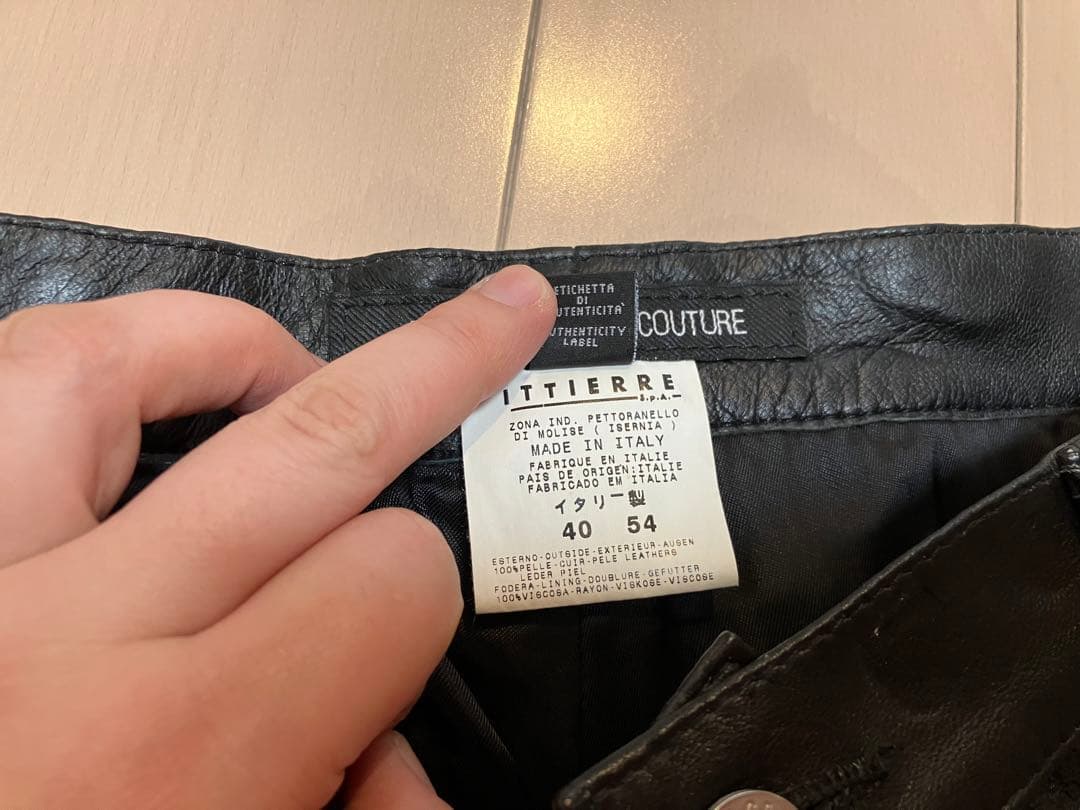 ETICHETTA
DI
UTENTICITÀ
UTHENTICITY
LABEL
COUTURE
ITTIERRE
S.p.A.
ZONA IND. PETTORANELLO
DI MOLISE ( ISERNIA )
MADE IN ITALY
FABRIQUE EN ITALIE
PAIS DE ORIGEN:ITALIE
FABRICADO EM ITALIA
イタリー製
40 54
ESTERNO-OUTSIDE-EXTERIEUR-AUSEN
100%PELLE-CUIR-PELE LEATHERS
LEDER PIEL
FODERA-LINING-DOUBLURE-GEFUTTER
100%VISCOSA-RAYON-VISKOSE-VISCOSE